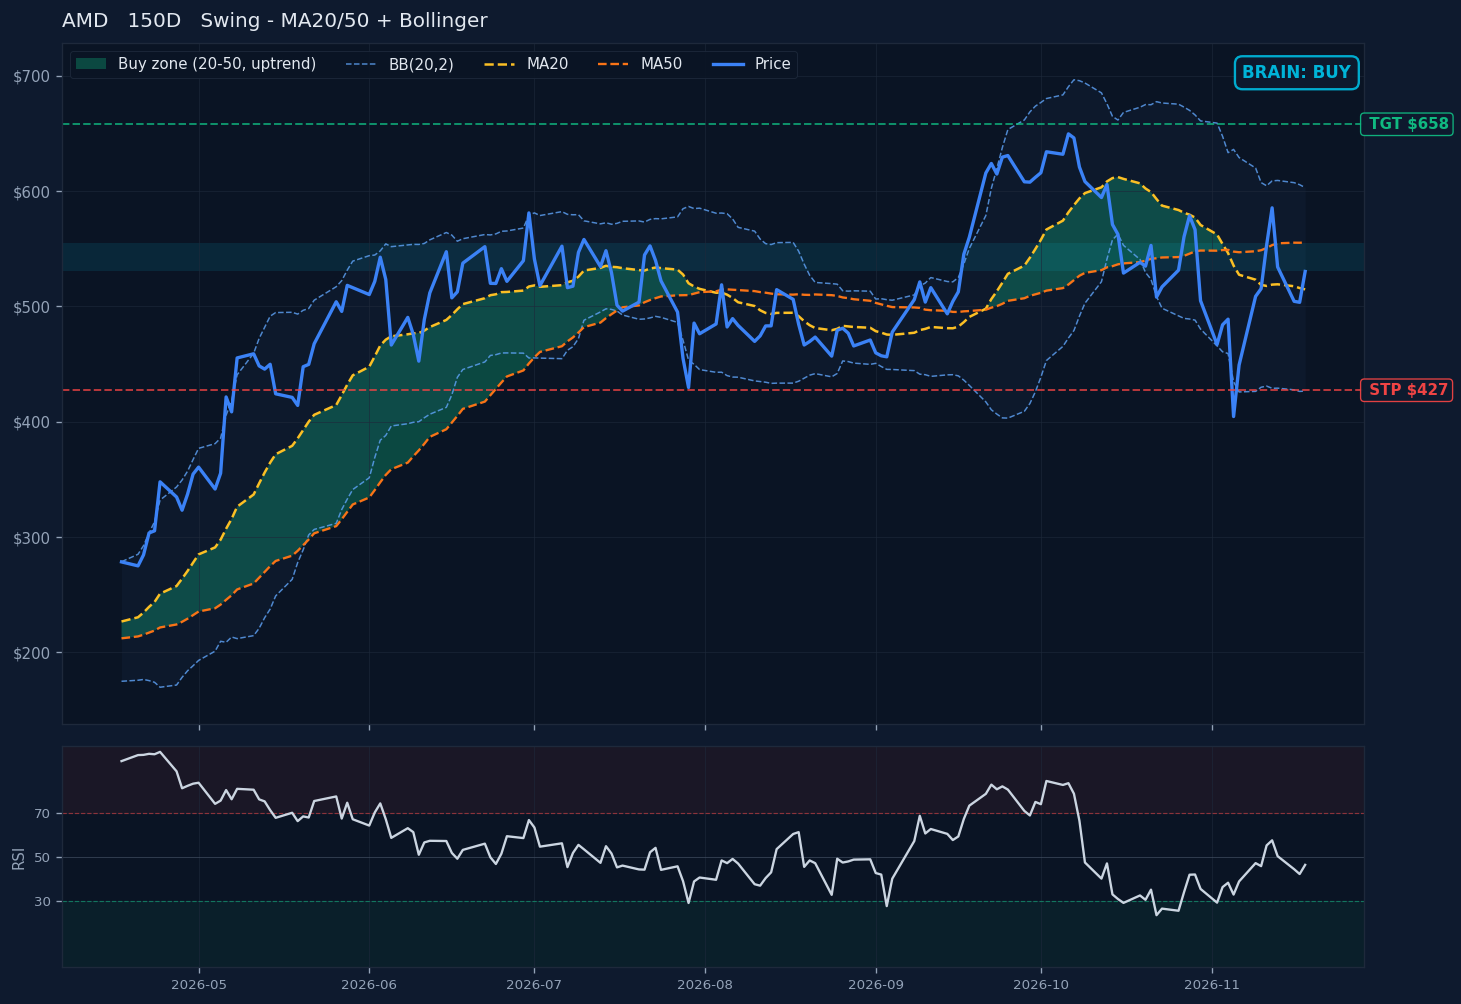 AMD   150D   Swing - MA20/50 + Bollinger
Buy zone (20-50, uptrend)
BB(20,2)
MA20
MA50
Price
BRAIN: BUY
$700
TGT $658
$600
$500
STP $427
$400
$300
$200
RSI
70
50
30
2026-05
2026-06
2026-07
2026-08
2026-09
2026-10
2026-11